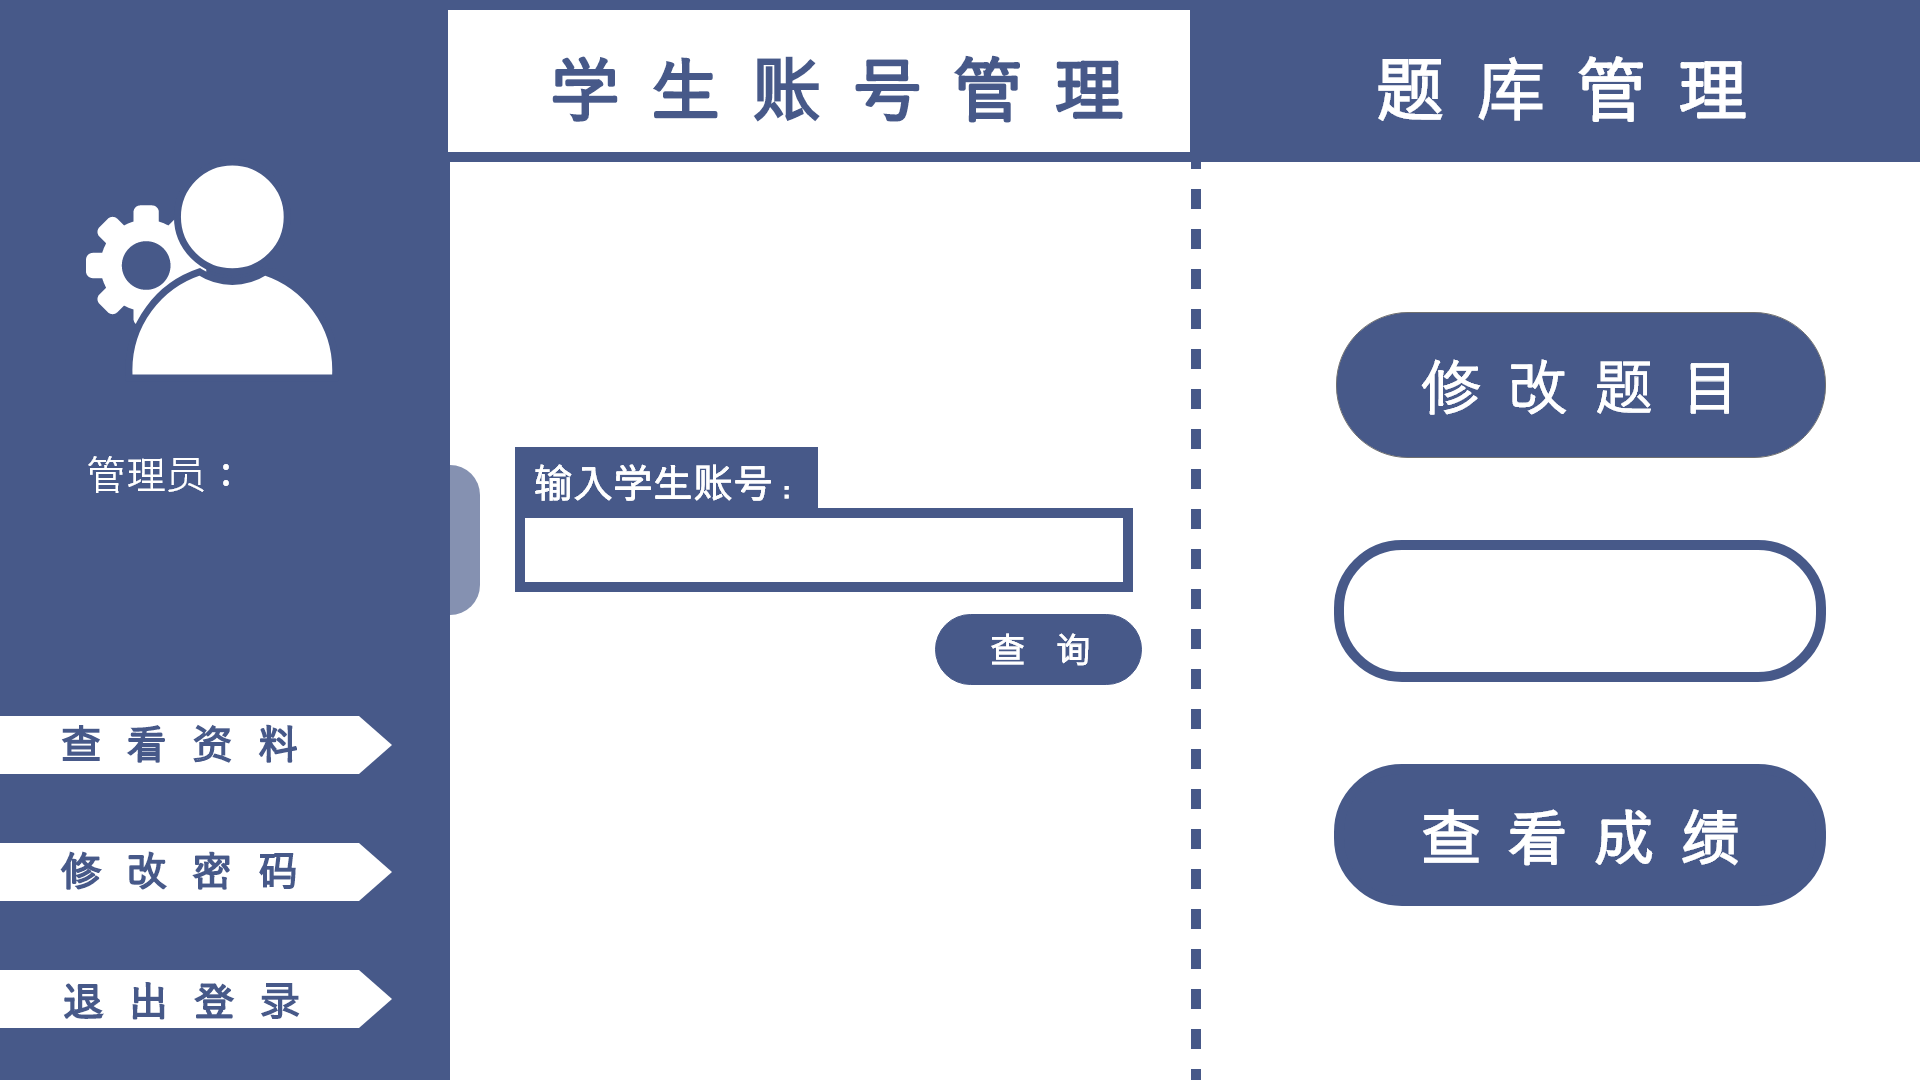 学生账号管理
题库管理
管理员：
输入学生账号：
查询
查看资料
修改密码
退出登录
修改题目
查看成绩